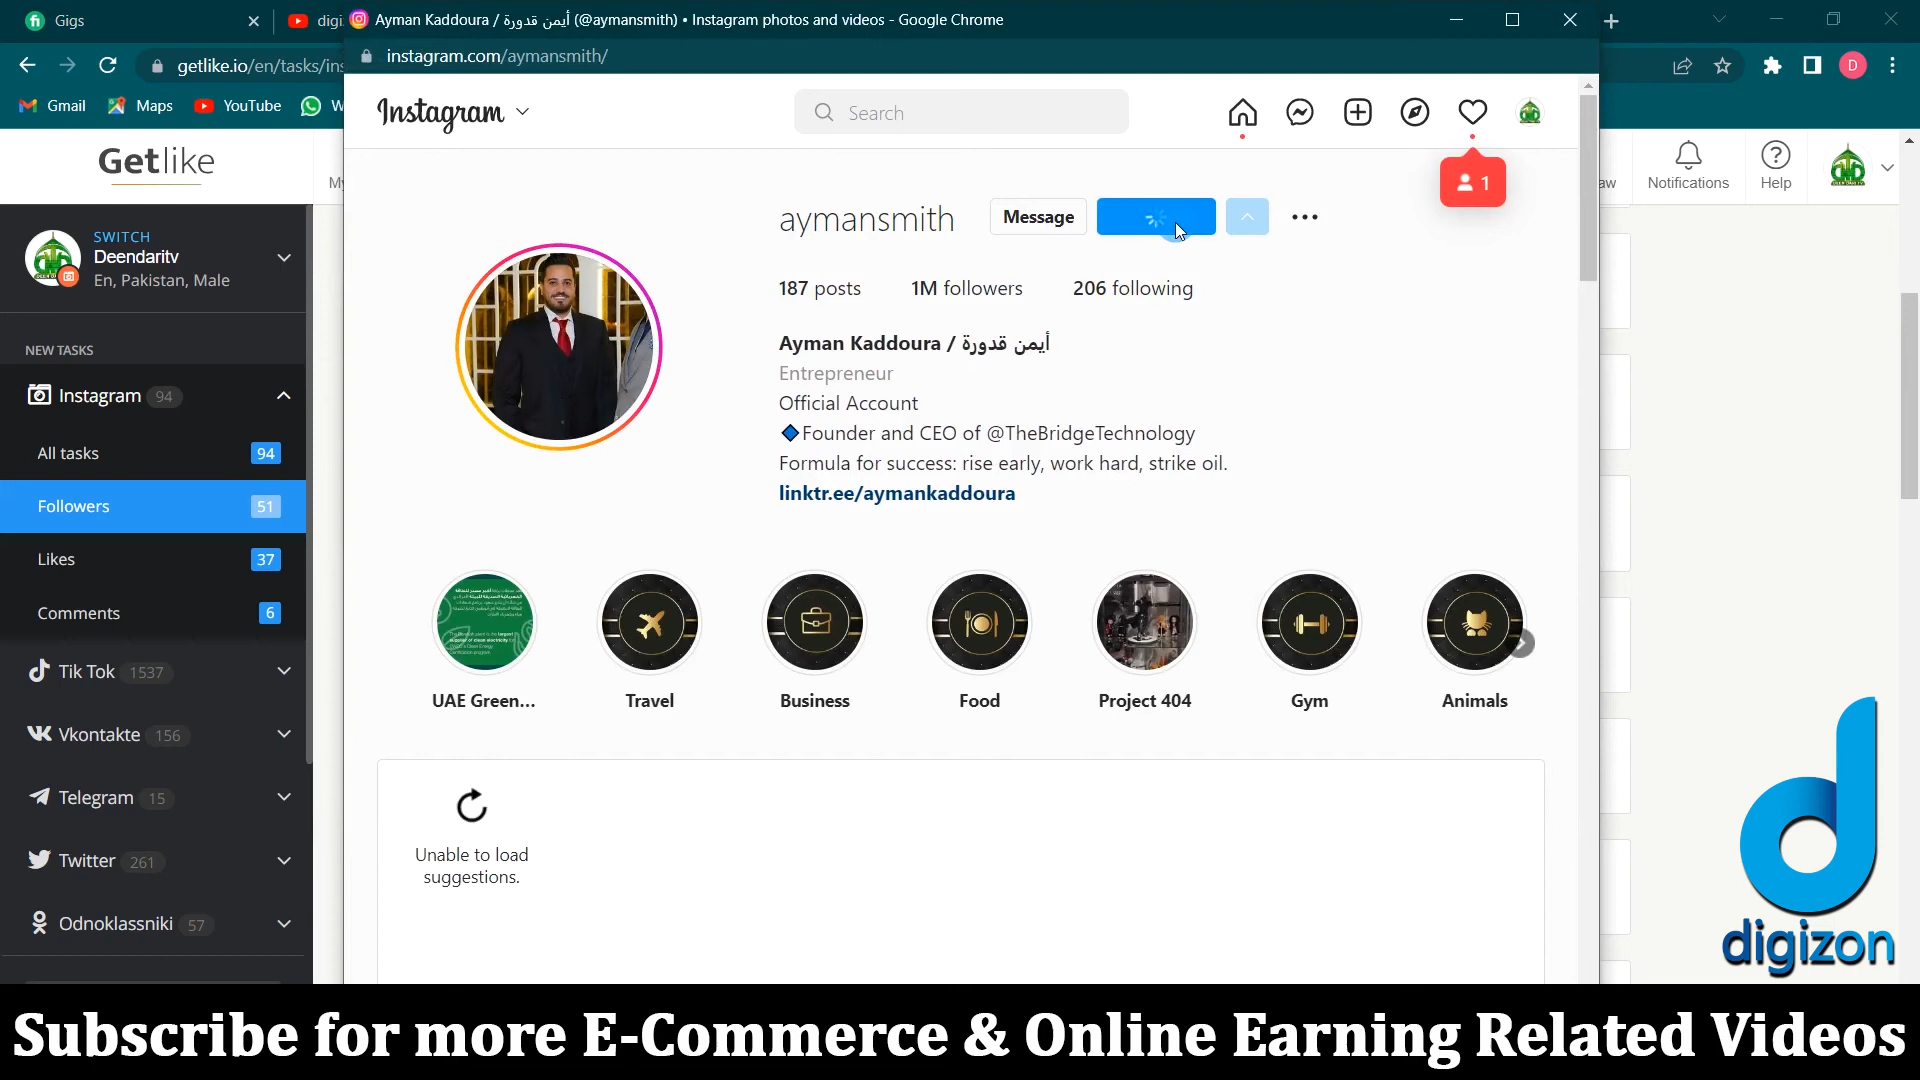 Gigs
digi
Ayman Kaddoura / أيمن قدورة (@aymansmith) • Instagram photos and videos - Google Chrome
getlike.io/en/tasks/ins
instagram.com/aymansmith/
D
Gmail
Maps
YouTube
W
Instagram
Search
Getlike
My
aw
Notifications
Help
1
SWITCH
Deendaritv
En, Pakistan, Male
aymansmith
Message
187 posts
1M followers
206 following
Ayman Kaddoura / أيمن قدورة
Entrepreneur
Official Account
Founder and CEO of @TheBridgeTechnology
Formula for success: rise early, work hard, strike oil.
linktr.ee/aymankaddoura
NEW TASKS
Instagram 94
All tasks 94
Followers 51
Likes 37
Comments 6
Tik Tok 1537
Vkontakte 156
Telegram 15
Twitter 261
Odnoklassniki 57
UAE Green...
Travel
Business
Food
Project 404
Gym
Animals
Unable to load
suggestions.
digizon
Subscribe for more E-Commerce & Online Earning Related Videos